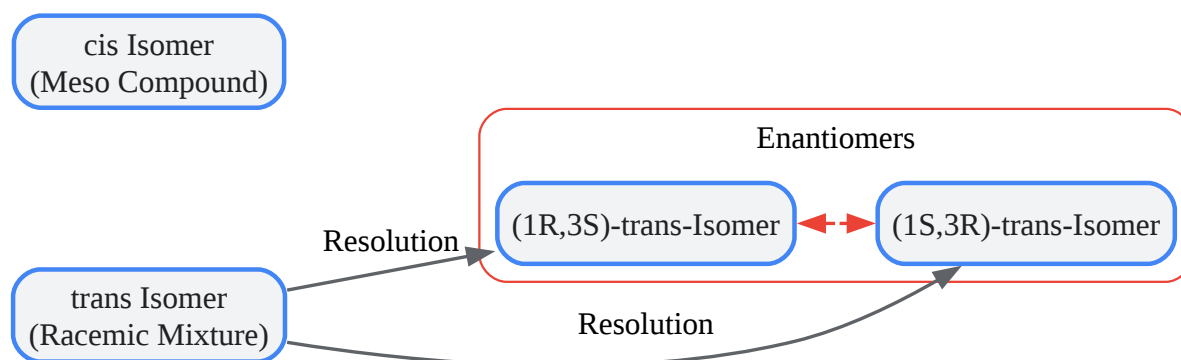 cis Isomer
(Meso Compound)
Enantiomers
(1R,3S)-trans-Isomer
(1S,3R)-trans-Isomer
Resolution
trans Isomer
(Racemic Mixture)
Resolution